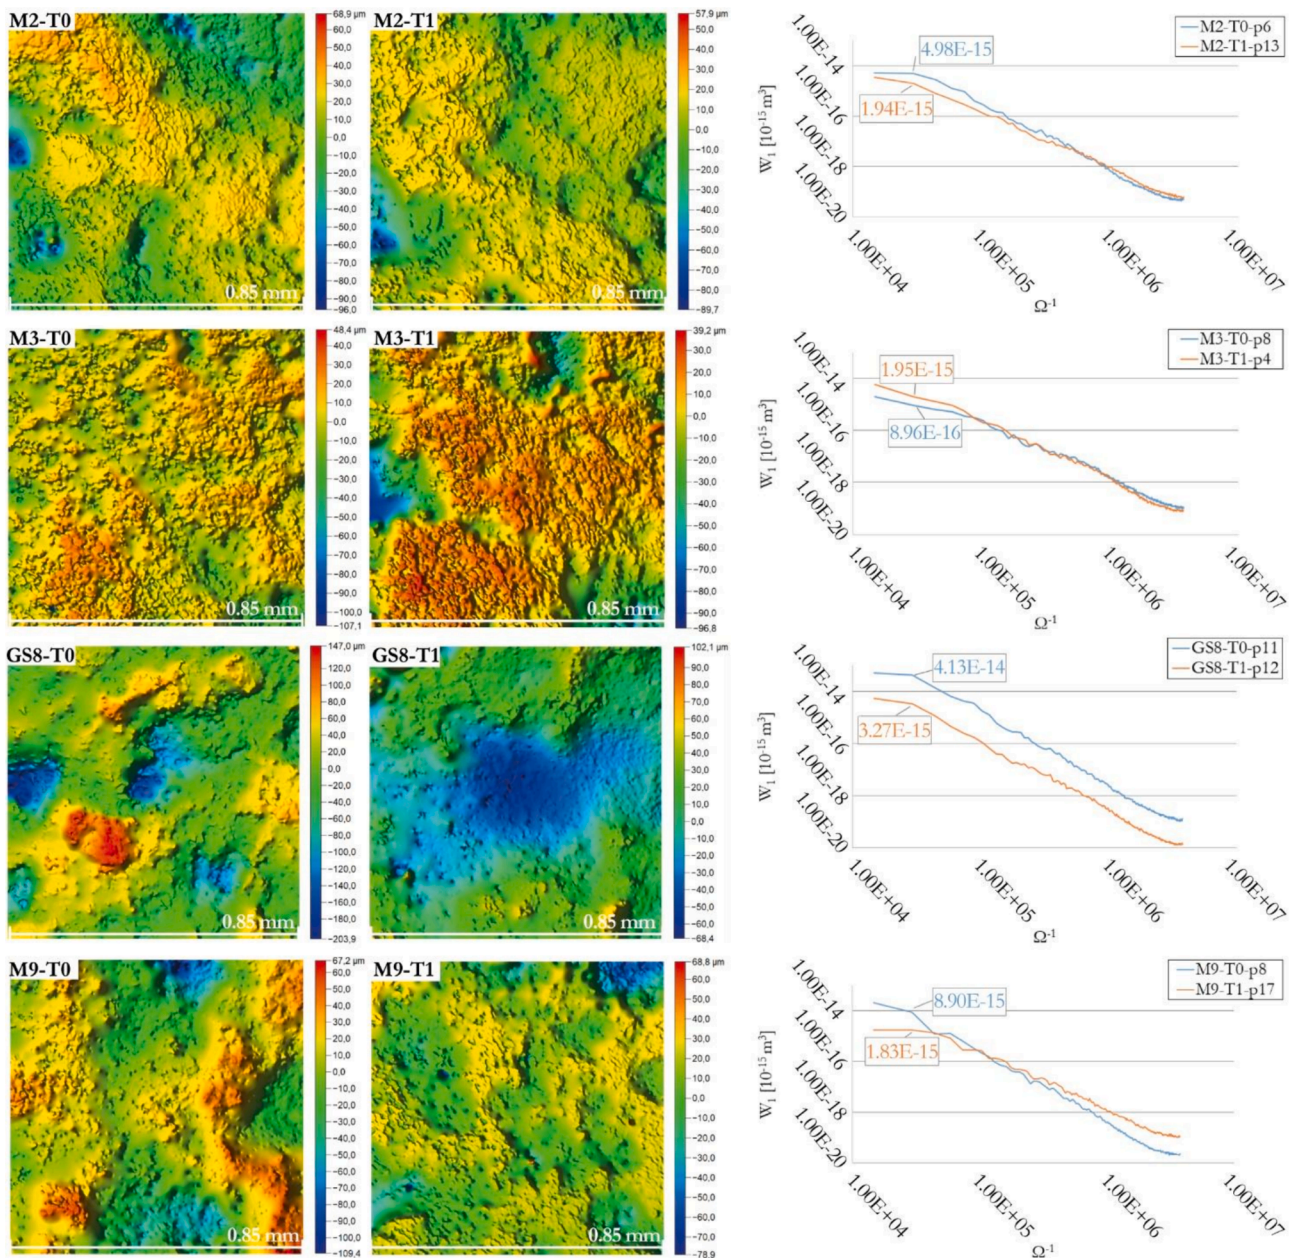 M2-T0
68,9 µm
60,0
50,0
40,0
30,0
20,0
10,0
0,0
−10,0
−20,0
−30,0
−40,0
−50,0
−60,0
−70,0
−80,0
−90,0
−96,0
0.85 mm
M2-T1
57,9 µm
50,0
40,0
30,0
20,0
10,0
0,0
−10,0
−20,0
−30,0
−40,0
−50,0
−60,0
−70,0
−80,0
−89,7
0.85 mm
M2-T0-p6
M2-T1-p13
4.98E-15
1.94E-15
W₁ [10⁻¹⁵ m³]
1.00E-14
1.00E-16
1.00E-18
1.00E-20
1.00E+04
1.00E+05
1.00E+06
1.00E+07
Ω⁻¹
M3-T0
48,4 µm
40,0
30,0
20,0
10,0
0,0
−10,0
−20,0
−30,0
−40,0
−50,0
−60,0
−70,0
−80,0
−90,0
−100,0
−107,1
0.85 mm
M3-T1
39,2 µm
30,0
20,0
10,0
0,0
−10,0
−20,0
−30,0
−40,0
−50,0
−60,0
−70,0
−80,0
−90,0
−96,8
0.85 mm
M3-T0-p8
M3-T1-p4
1.95E-15
8.96E-16
W₁ [10⁻¹⁵ m³]
1.00E-14
1.00E-16
1.00E-18
1.00E-20
1.00E+04
1.00E+05
1.00E+06
1.00E+07
Ω⁻¹
GS8-T0
147,0 µm
120,0
100,0
80,0
60,0
40,0
20,0
0,0
−20,0
−40,0
−60,0
−80,0
−100,0
−120,0
−140,0
−160,0
−180,0
−203,9
0.85 mm
GS8-T1
102,1 µm
90,0
80,0
70,0
60,0
50,0
40,0
30,0
20,0
10,0
0,0
−10,0
−20,0
−30,0
−40,0
−50,0
−60,0
−68,4
0.85 mm
GS8-T0-p11
GS8-T1-p12
4.13E-14
3.27E-15
W₁ [10⁻¹⁵ m³]
1.00E-14
1.00E-16
1.00E-18
1.00E-20
1.00E+04
1.00E+05
1.00E+06
1.00E+07
Ω⁻¹
M9-T0
67,2 µm
60,0
50,0
40,0
30,0
20,0
10,0
0,0
−10,0
−20,0
−30,0
−40,0
−50,0
−60,0
−70,0
−80,0
−90,0
−100,0
−109,4
0.85 mm
M9-T1
68,8 µm
60,0
50,0
40,0
30,0
20,0
10,0
0,0
−10,0
−20,0
−30,0
−40,0
−50,0
−60,0
−70,0
−78,9
0.85 mm
M9-T0-p8
M9-T1-p17
8.90E-15
1.83E-15
W₁ [10⁻¹⁵ m³]
1.00E-14
1.00E-16
1.00E-18
1.00E-20
1.00E+04
1.00E+05
1.00E+06
1.00E+07
Ω⁻¹